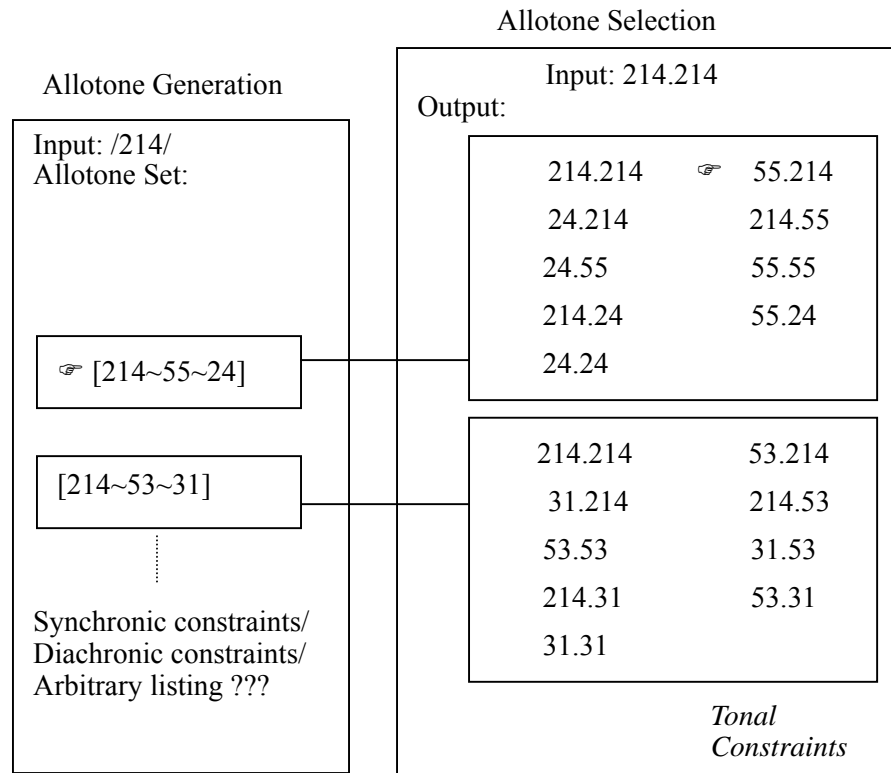 Allotone Generation
Input: /214/
Allotone Set:
☞ [214~55~24]
[214~53~31]
Synchronic constraints/
Diachronic constraints/
Arbitrary listing ???
Allotone Selection
Input: 214.214
Output:
214.214 ☞ 55.214
24.214 214.55
24.55 55.55
214.24 55.24
24.24
214.214 53.214
31.214 214.53
53.53 31.53
214.31 53.31
31.31
Tonal
Constraints